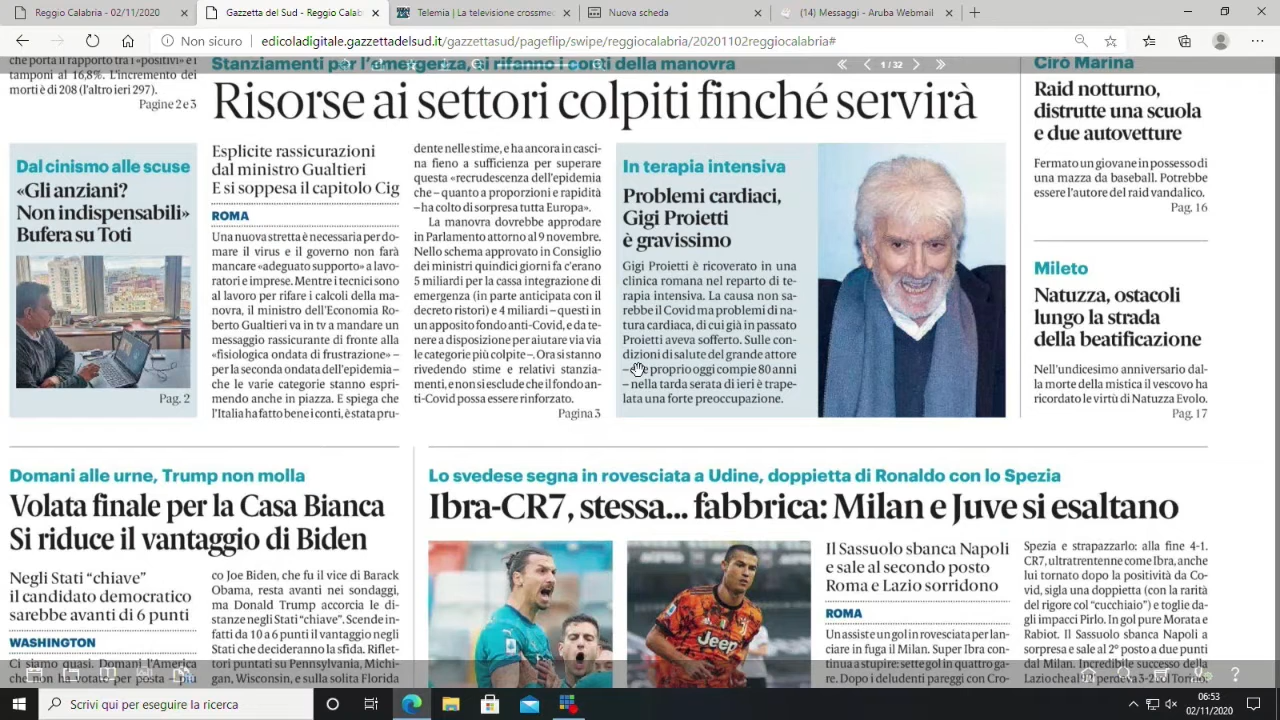 Reggio Calabria - 02/11/2020
Gazzetta del Sud - Reggio Calab
Telemia | La televisione crossme
Nuova scheda
(14) Messaggi - Aruba Webmail
Non sicuro
edicoladigitale.gazzettadelsud.it/gazzettasud/pageflip/swipe/reggiocalabria/20201102reggiocalabria#
1 / 32
che porta il rapporto tra i «positivi» e i
tamponi al 16,8%. L'incremento dei
morti è di 208 (l'altro ieri 297).
Pagine 2 e 3
Dal cinismo alle scuse
«Gli anziani?
Non indispensabili»
Bufera su Toti
Pag. 2
Stanziamenti per l'emergenza, si rifanno i conti della manovra
Risorse ai settori colpiti finché servirà
Esplicite rassicurazioni
dal ministro Gualtieri
E si soppesa il capitolo Cig
ROMA
Una nuova stretta è necessaria per do-
mare il virus e il governo non farà
mancare «adeguato supporto» a lavo-
ratori e imprese. Mentre i tecnici sono
al lavoro per rifare i calcoli della ma-
novra, il ministro dell'Economia Ro-
berto Gualtieri va in tv a mandare un
messaggio rassicurante di fronte alla
«fisiologica ondata di frustrazione» –
per la seconda ondata dell'epidemia –
che le varie categorie stanno espri-
mendo anche in piazza. E spiega che
l'Italia ha fatto bene i conti, è stata pru-
dente nelle stime, e ha ancora in casci-
na fieno a sufficienza per superare
questa «recrudescenza dell'epidemia
che – quanto a proporzioni e rapidità
– ha colto di sorpresa tutta Europa».
La manovra dovrebbe approdare
in Parlamento attorno al 9 novembre.
Nello schema approvato in Consiglio
dei ministri quindici giorni fa c'erano
5 miliardi per la cassa integrazione di
emergenza (in parte anticipata con il
decreto ristori) e 4 miliardi – questi in
un apposito fondo anti-Covid, e da te-
nere a disposizione per aiutare via via
le categorie più colpite –. Ora si stanno
rivedendo stime e relativi stanzia-
menti, e non si esclude che il fondo an-
ti-Covid possa essere rinforzato.
Pagina 3
In terapia intensiva
Problemi cardiaci,
Gigi Proietti
è gravissimo
Gigi Proietti è ricoverato in una
clinica romana nel reparto di te-
rapia intensiva. La causa non sa-
rebbe il Covid ma problemi di na-
tura cardiaca, di cui già in passato
Proietti aveva sofferto. Sulle con-
dizioni di salute del grande attore
– che proprio oggi compie 80 anni
– nella tarda serata di ieri è trape-
lata una forte preoccupazione.
Cirò Marina
Raid notturno,
distrutte una scuola
e due autovetture
Fermato un giovane in possesso di
una mazza da baseball. Potrebbe
essere l'autore del raid vandalico.
Pag. 16
Mileto
Natuzza, ostacoli
lungo la strada
della beatificazione
Nell'undicesimo anniversario dal-
la morte della mistica il vescovo ha
ricordato le virtù di Natuzza Evolo.
Pag. 17
Domani alle urne, Trump non molla
Volata finale per la Casa Bianca
Si riduce il vantaggio di Biden
Negli Stati “chiave”
il candidato democratico
sarebbe avanti di 6 punti
WASHINGTON
Ci siamo quasi. Domani l'America
co Joe Biden, che fu il vice di Barack
Obama, resta avanti nei sondaggi,
ma Donald Trump accorcia le di-
stanze negli Stati “chiave”. Scende in-
fatti da 10 a 6 punti il vantaggio negli
Stati che decideranno la sfida. Riflet-
tori puntati su Pennsylvania, Michi-
gan, Wisconsin, e sulla solita Florida
Lo svedese segna in rovesciata a Udine, doppietta di Ronaldo con lo Spezia
Ibra-CR7, stessa... fabbrica: Milan e Juve si esaltano
Jeep
Il Sassuolo sbanca Napoli
e sale al secondo posto
Roma e Lazio sorridono
ROMA
Un assist e un gol in rovesciata per lan-
ciare in fuga il Milan. Super Ibra con-
tinua a stupire: sette gol in quattro ga-
re. Dopo i deludenti pareggi con Cro-
Spezia e strapazzarlo: alla fine 4-1.
CR7, ultratrentenne come Ibra, anche
lui tornato dopo la positività da Co-
vid, sigla una doppietta (con la rarità
del rigore col “cucchiaio”) e toglie da-
gli impacci Pirlo. In gol pure Morata e
Rabiot. Il Sassuolo sbanca Napoli a
sorpresa e sale al 2° posto a due punti
dal Milan. Incredibile successo della
Lazio che al perdeva 3-2 Torino
Scrivi qui per eseguire la ricerca
06:53
02/11/2020